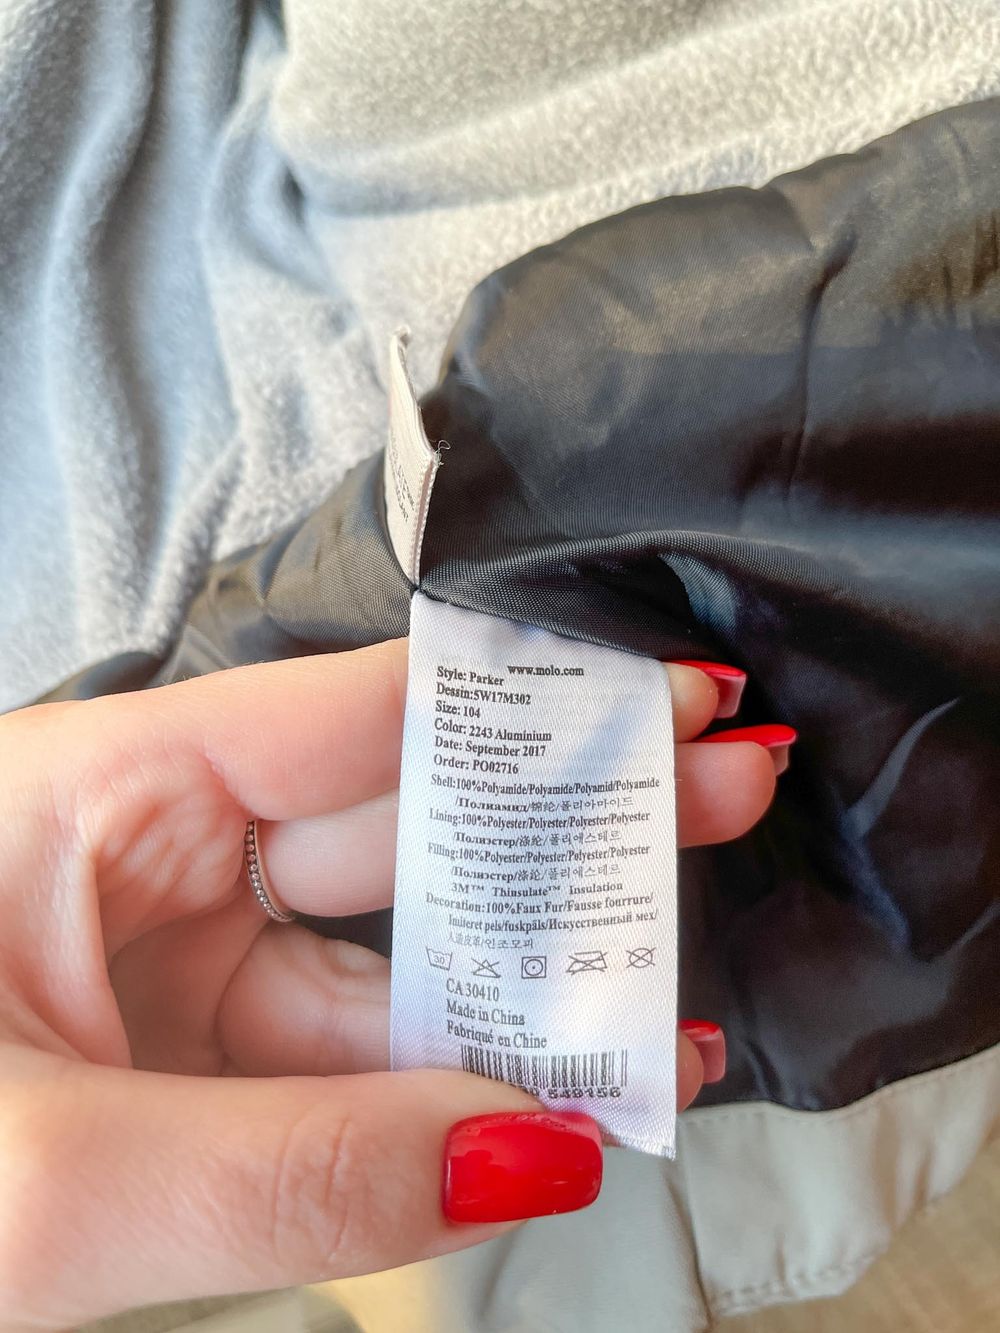 www.molo.com
Style: Parker
Dessin:5W17M302
Size: 104
Color: 2243 Aluminium
Date: September 2017
Order: PO02716
Shell:100%Polyamide/Polyamide/Polyamid/Polyamide
/Полиамид/锦纶/폴리아마이드
Lining:100%Polyester/Polyester/Polyester/Polyester
/Полиэстер/涤纶/폴리에스테르
Filling:100%Polyester/Polyester/Polyester/Polyester
/Полиэстер/涤纶/폴리에스테르
3M™ Thinsulate™ Insulation
Decoration:100%Faux Fur/Fausse fourrure/
Imiteret pels/fuskpäls/Искусственный мех/
人造皮革/인조모피
30
CA 30410
Made in China
Fabriqué en Chine
549156